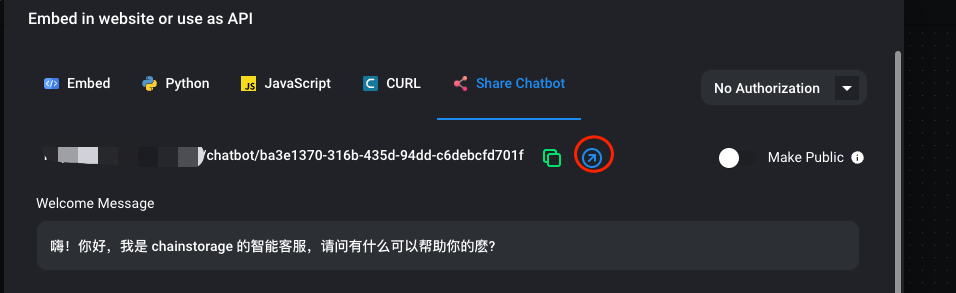 Embed in website or use as API
Embed
Python
JS JavaScript
CURL
Share Chatbot
No Authorization
/chatbot/ba3e1370-316b-435d-94dd-c6debcfd701f
Make Public
Welcome Message
嗨！你好，我是 chainstorage 的智能客服，请问有什么可以帮助你的麽?